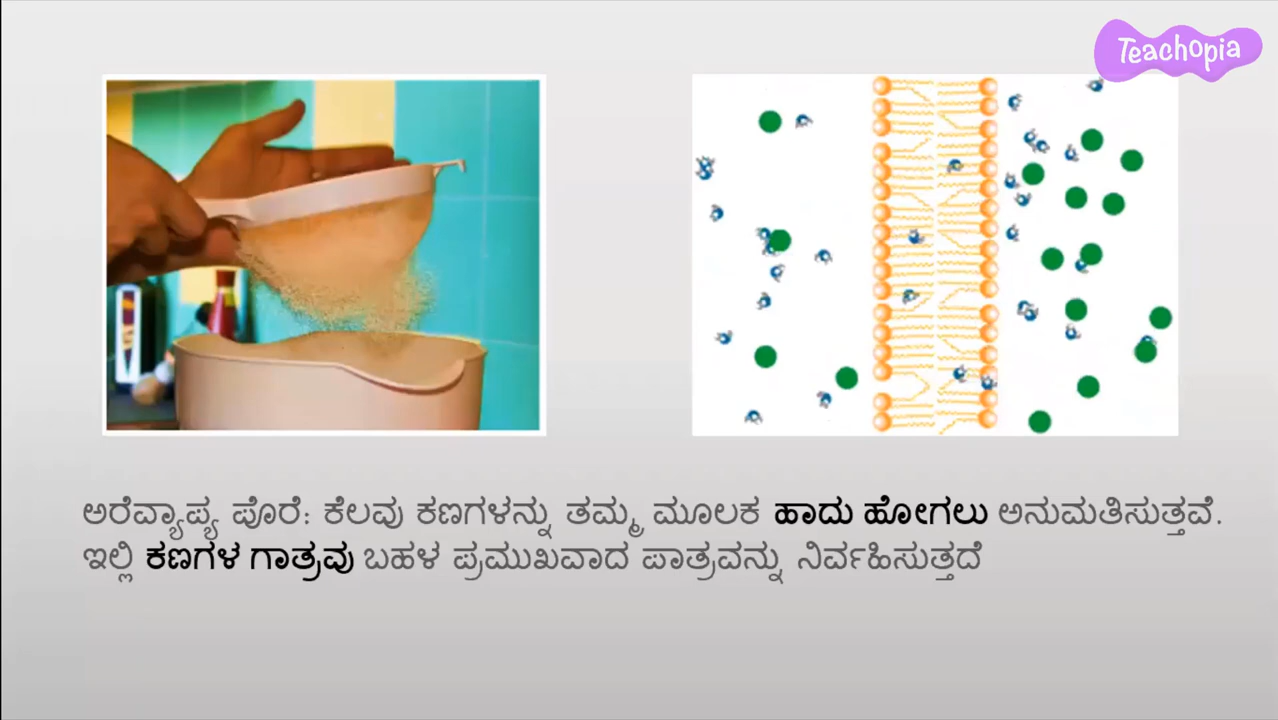 Teachopia
ಅರೆವ್ಯಾಪ್ಯ ಪೊರೆ: ಕೆಲವು ಕಣಗಳನ್ನು ತಮ್ಮ ಮೂಲಕ ಹಾದು ಹೋಗಲು ಅನುಮತಿಸುತ್ತವೆ.
ಇಲ್ಲಿ ಕಣಗಳ ಗಾತ್ರವು ಬಹಳ ಪ್ರಮುಖವಾದ ಪಾತ್ರವನ್ನು ನಿರ್ವಹಿಸುತ್ತದೆ